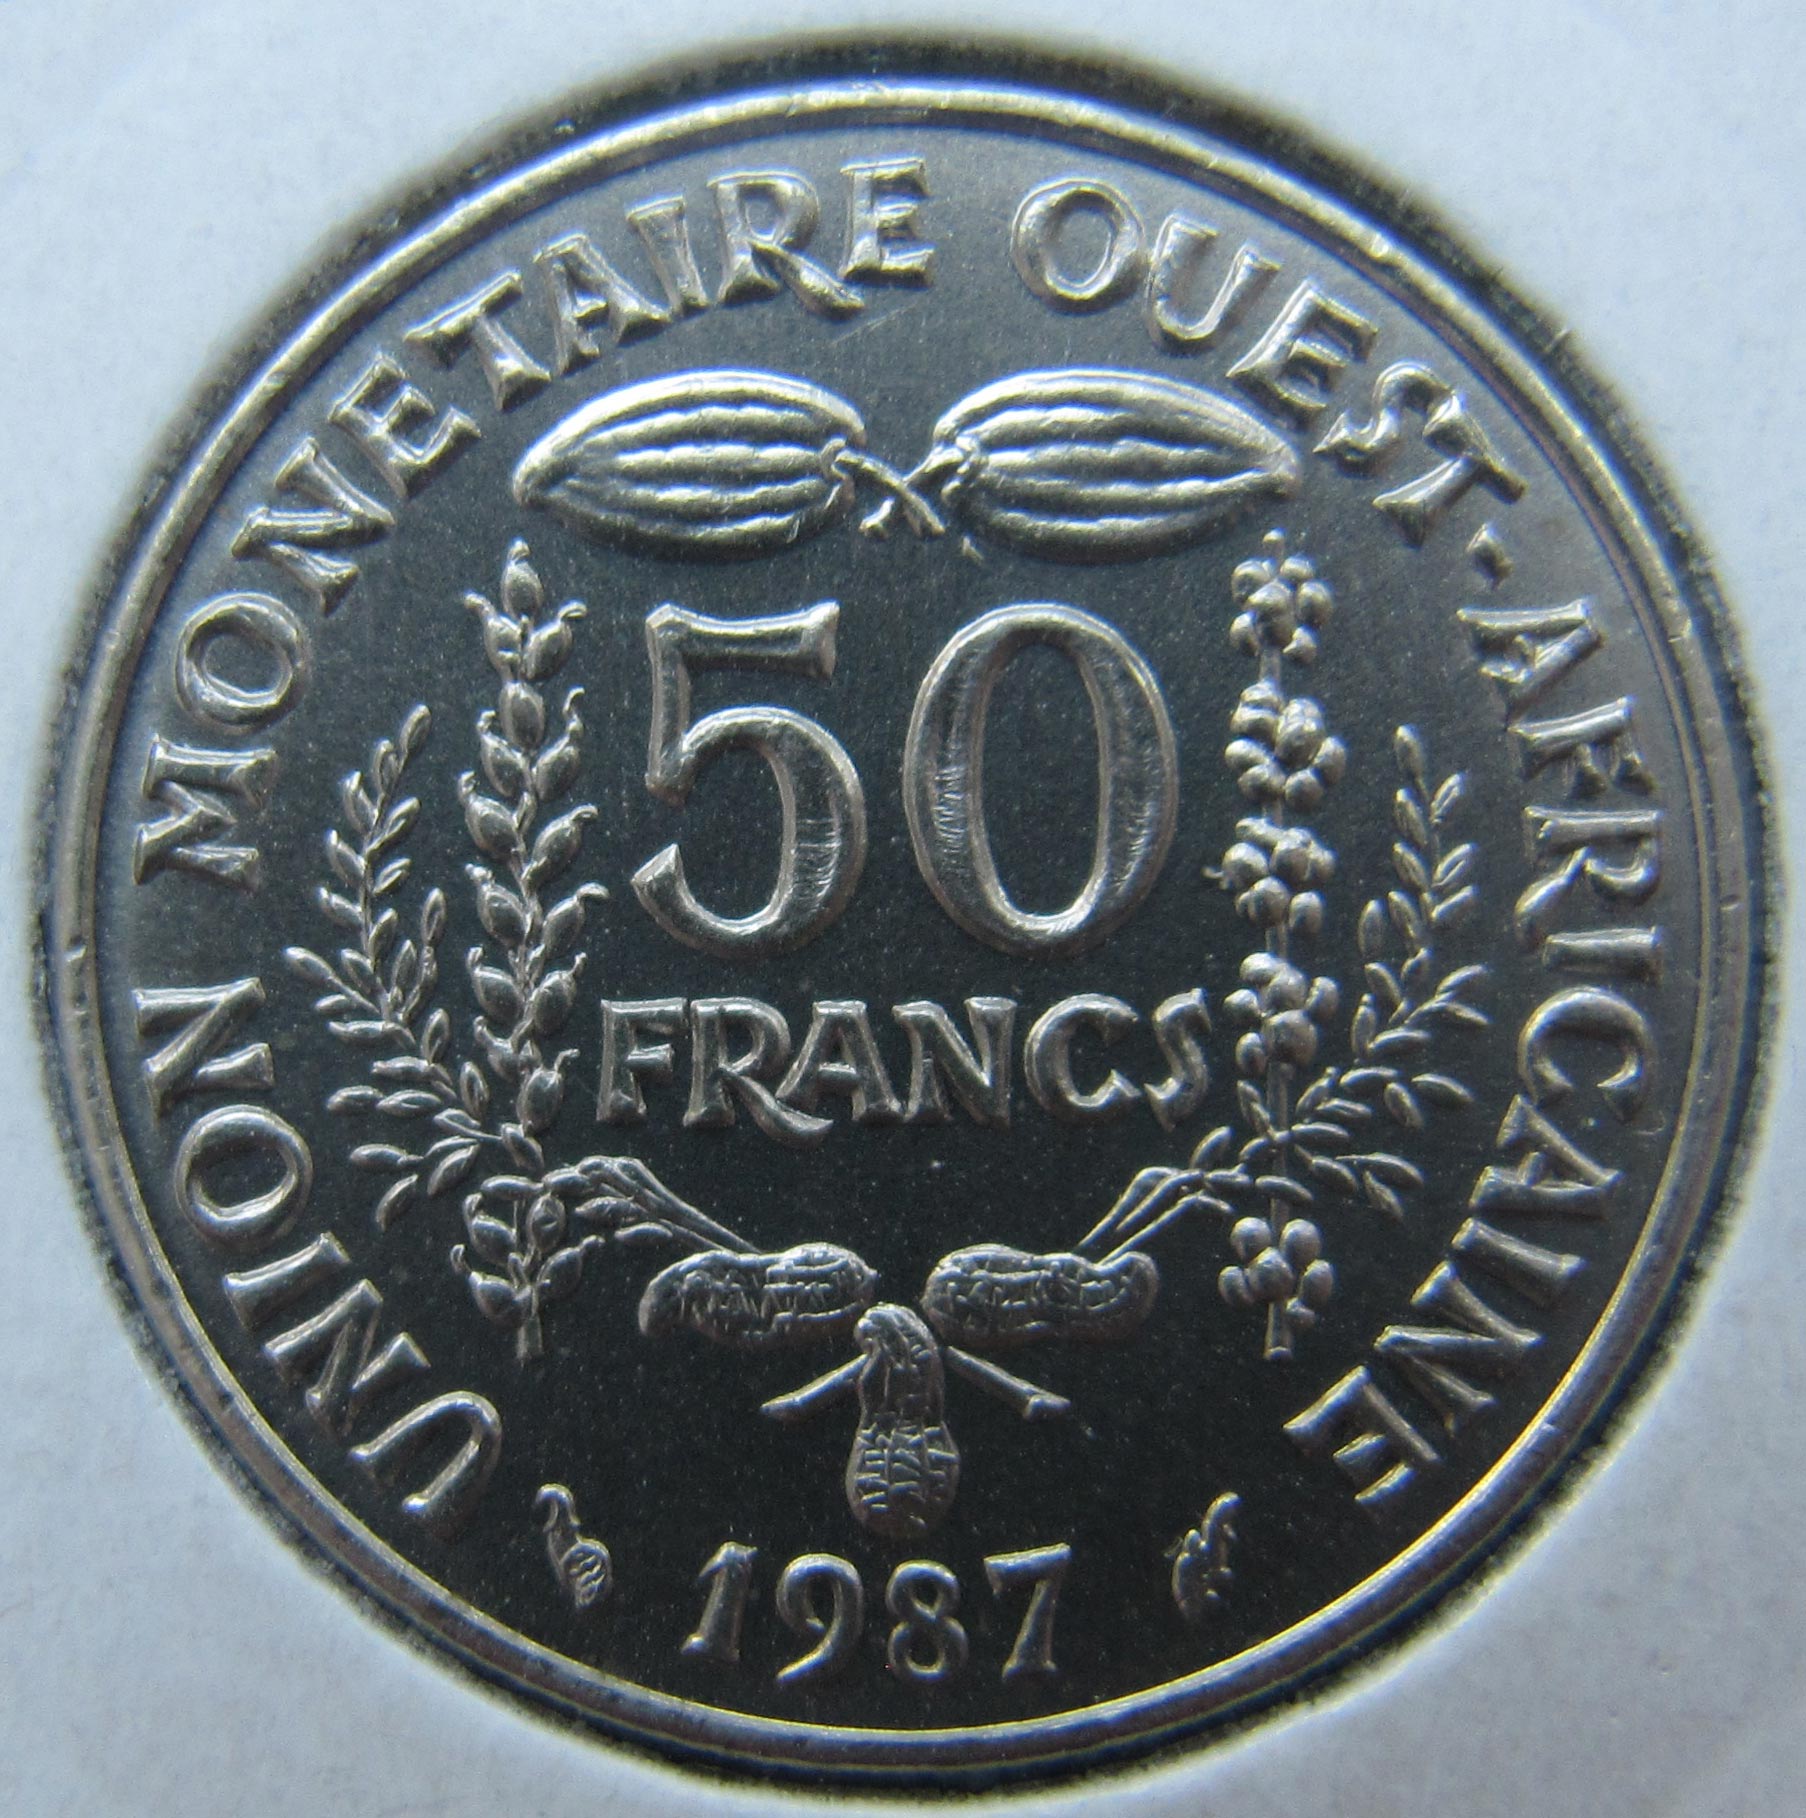 UNION MONETAIRE OUEST-AFRICAINE
50
FRANCS
1987